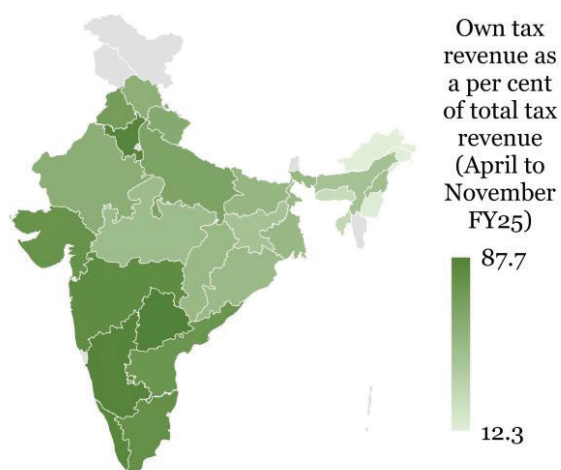 Own tax
revenue as
a per cent
of total tax
revenue
(April to
November
FY25)
87.7
12.3